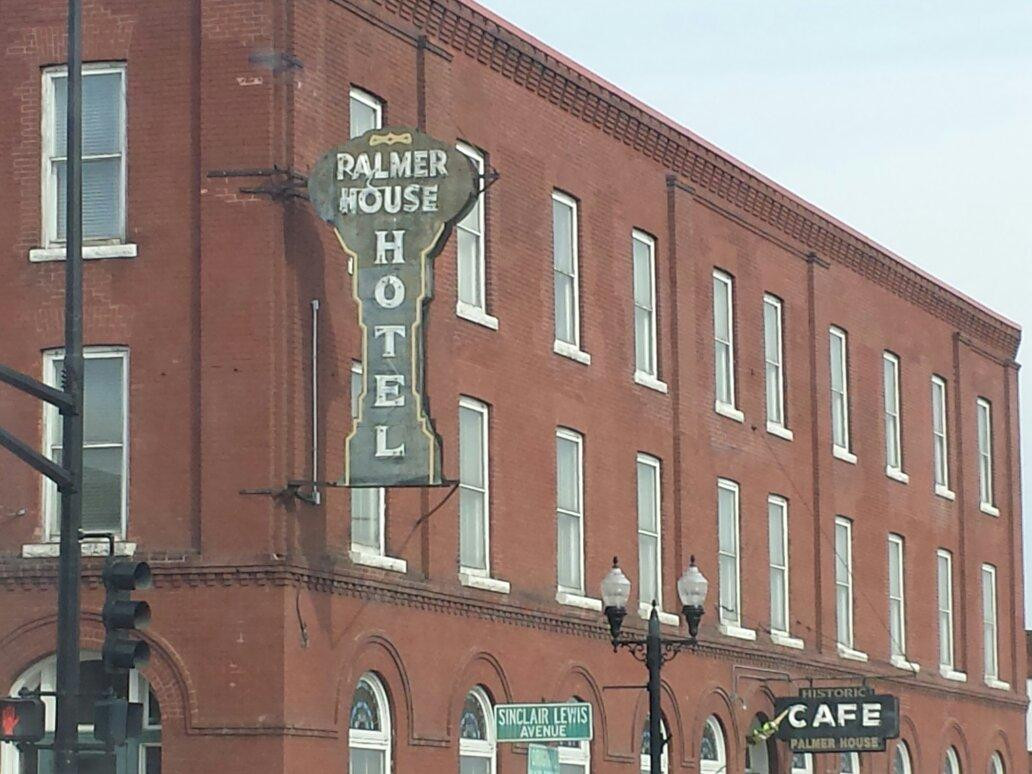 PALMER
HOUSE
HOTEL
SINCLAIR LEWIS
AVENUE
HISTORIC
CAFE
PALMER HOUSE